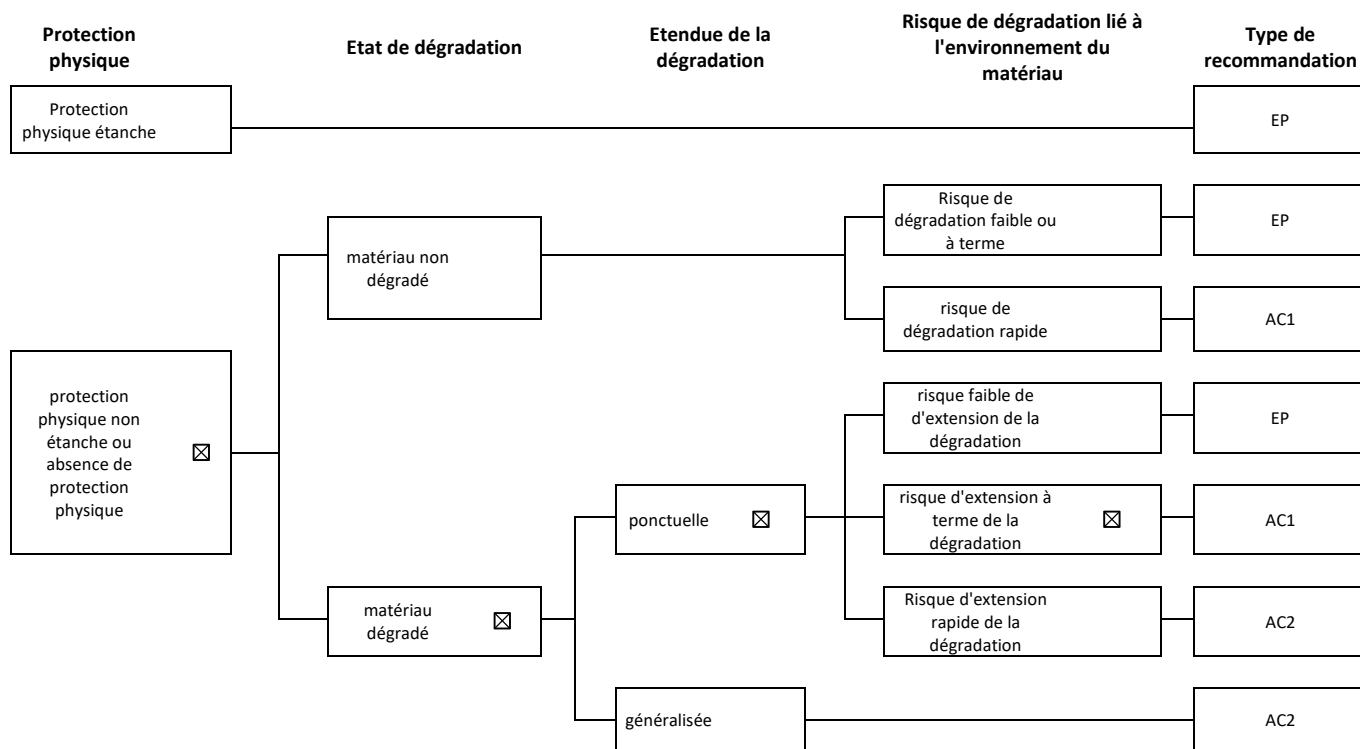 Protection
physique
Etat de dégradation
Etendue de la
dégradation
Risque de dégradation lié à
l'environnement du
matériau
Type de
recommandation
Protection
physique étanche
EP
Risque de
dégradation faible ou
à terme
EP
matériau non
dégradé
risque de
dégradation rapide
AC1
protection
physique non
étanche ou
absence de
protection
physique
risque faible de
d'extension de la
dégradation
EP
ponctuelle
risque d'extension à
terme de la
dégradation
AC1
matériau
dégradé
Risque d'extension
rapide de la
dégradation
AC2
généralisée
AC2